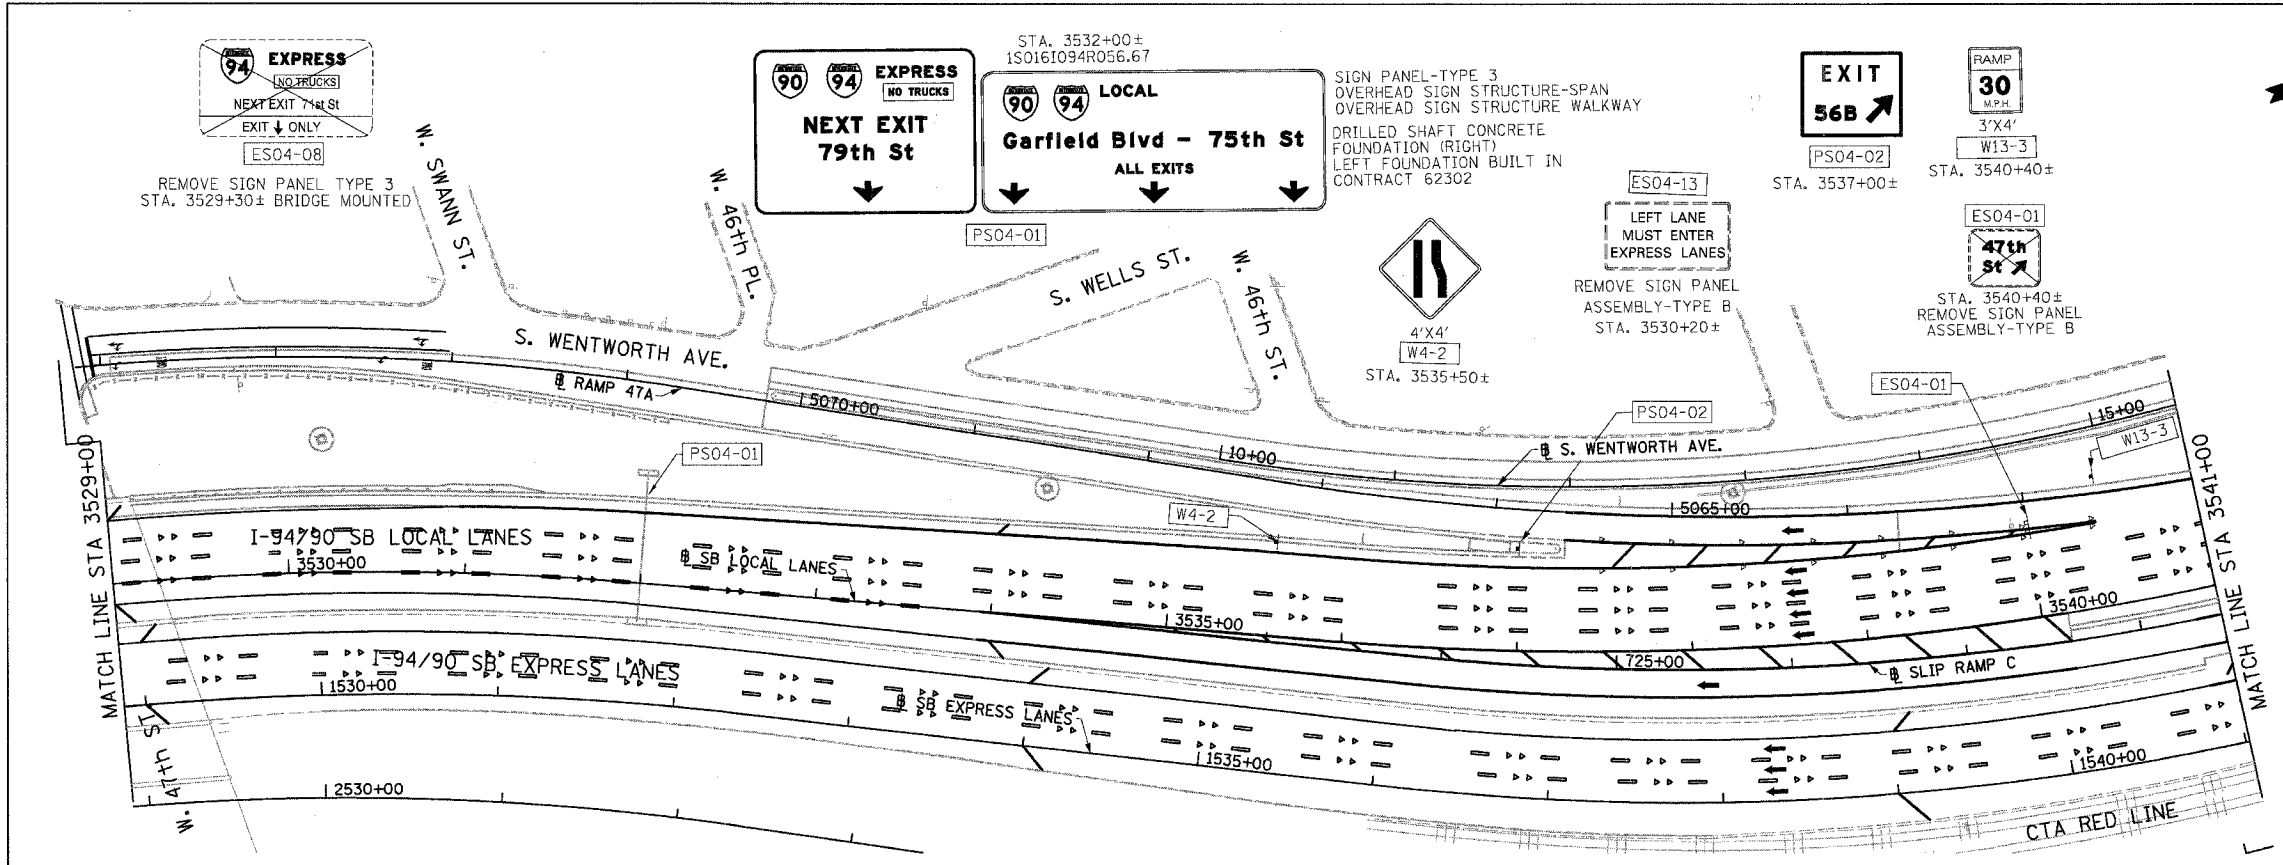 94 EXPRESS
NO TRUCKS
NEXT EXIT 71st St
EXIT ONLY
ES04-08
REMOVE SIGN PANEL TYPE 3
STA. 3529+30± BRIDGE MOUNTED
W. SWANN ST.
W. 46th PL.
90 94 EXPRESS
NO TRUCKS
NEXT EXIT
79th St
STA. 3532+00±
1S016I094R056.67
90 94 LOCAL
Garfield Blvd - 75th St
ALL EXITS
PS04-01
SIGN PANEL-TYPE 3
OVERHEAD SIGN STRUCTURE-SPAN
OVERHEAD SIGN STRUCTURE WALKWAY
DRILLED SHAFT CONCRETE
FOUNDATION (RIGHT)
LEFT FOUNDATION BUILT IN
CONTRACT 62302
EXIT
56B
PS04-02
STA. 3537+00±
RAMP
30
M.P.H.
3'X4'
W13-3
STA. 3540+40±
ES04-13
LEFT LANE
MUST ENTER
EXPRESS LANES
REMOVE SIGN PANEL
ASSEMBLY-TYPE B
STA. 3530+20±
ES04-01
47th
St
STA. 3540+40±
REMOVE SIGN PANEL
ASSEMBLY-TYPE B
4'X4'
W4-2
STA. 3535+50±
S. WELLS ST.
W. 46th ST.
S. WENTWORTH AVE.
RAMP 47A
5070+00
10+00
PS04-02
S. WENTWORTH AVE.
ES04-01
15+00
W13-3
PS04-01
W4-2
5065+00
MATCH LINE STA 3529+00
MATCH LINE STA 3541+00
I-94/90 SB LOCAL LANES
3530+00
SB LOCAL LANES
3535+00
3540+00
725+00
SLIP RAMP C
I-94/90 SB EXPRESS LANES
1530+00
SB EXPRESS LANES
1535+00
1540+00
W. 47th ST.
2530+00
CTA RED LINE